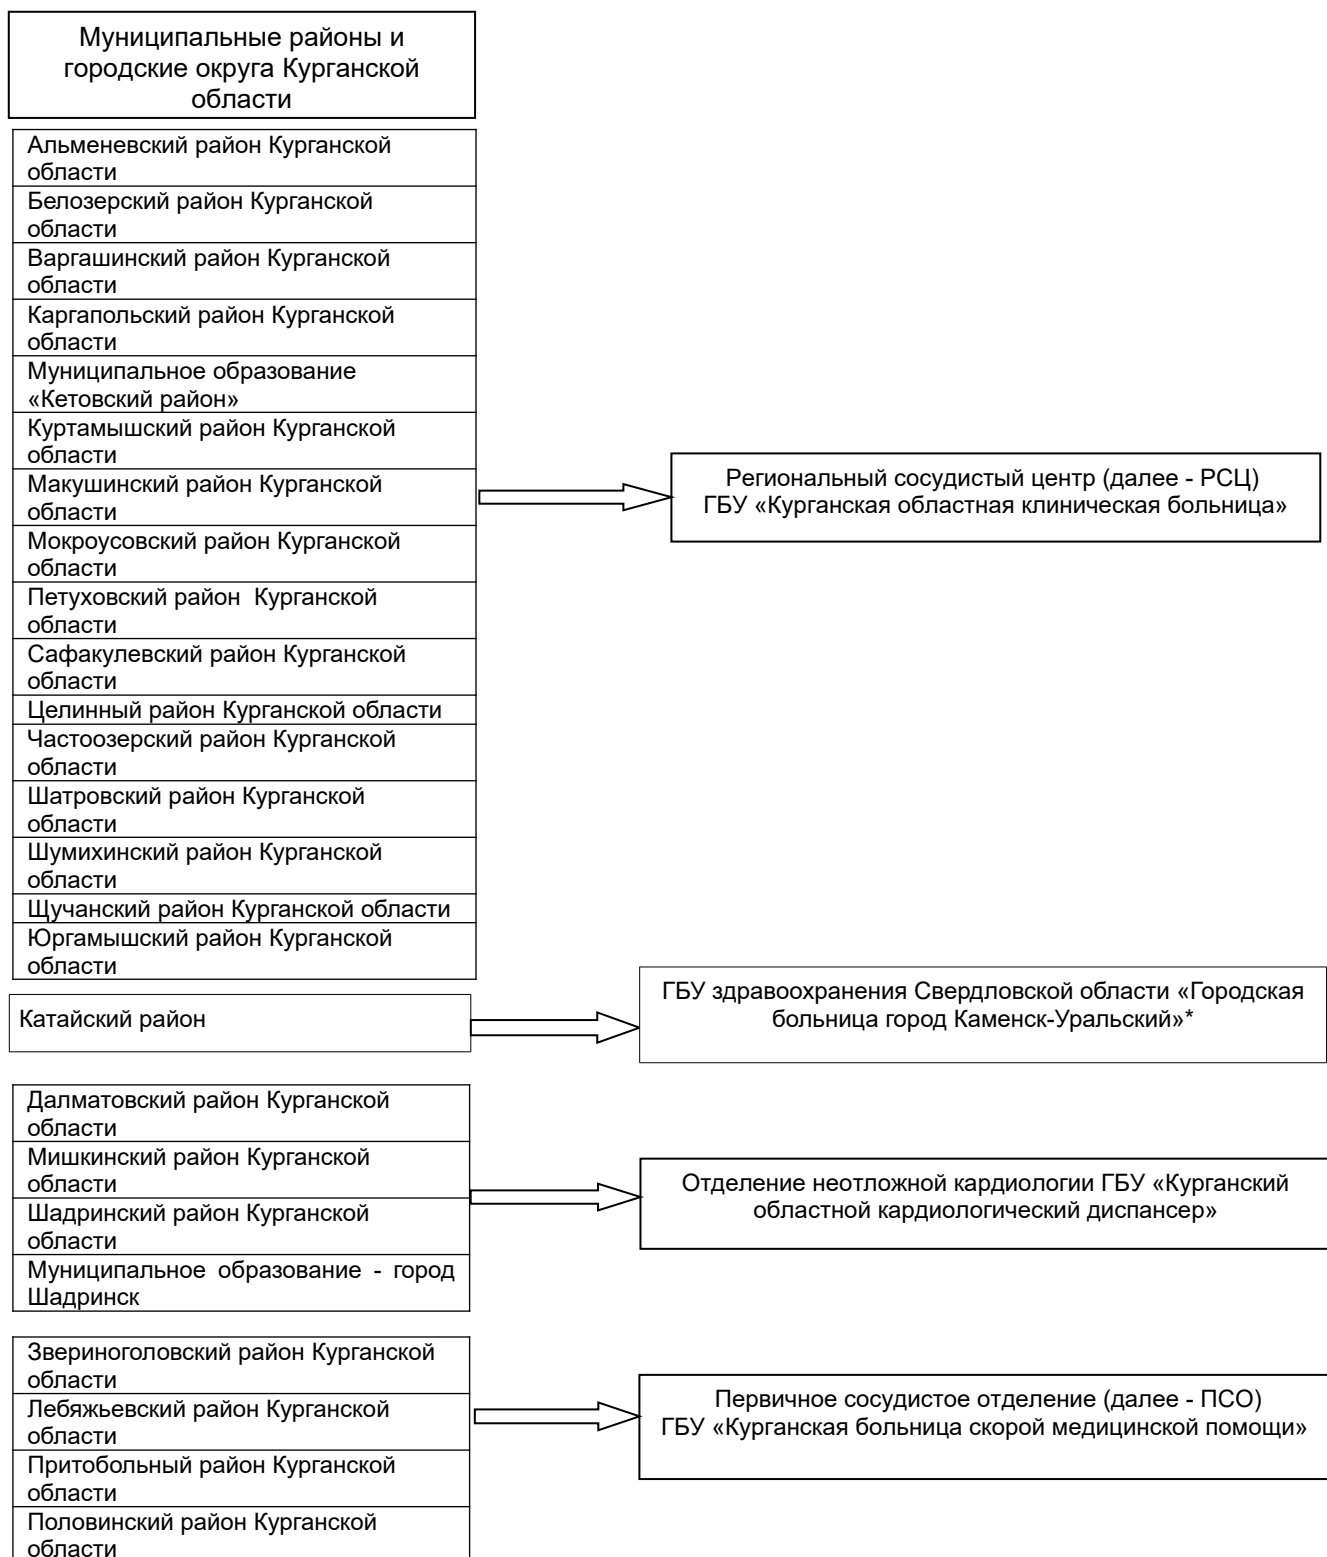 Муниципальные районы и
городские округа Курганской
области
Альменевский район Курганской
области
Белозерский район Курганской
области
Варгашинский район Курганской
области
Каргапольский район Курганской
области
Муниципальное образование
«Кетовский район»
Куртамышский район Курганской
области
Макушинский район Курганской
области
Мокроусовский район Курганской
области
Петуховский район Курганской
области
Сафакулевский район Курганской
области
Целинный район Курганской области
Частоозерский район Курганской
области
Шатровский район Курганской
области
Шумихинский район Курганской
области
Щучанский район Курганской области
Юргамышский район Курганской
области
Региональный сосудистый центр (далее - РСЦ)
ГБУ «Курганская областная клиническая больница»
Катайский район
ГБУ здравоохранения Свердловской области «Городская
больница город Каменск-Уральский»*
Далматовский район Курганской
области
Мишкинский район Курганской
области
Шадринский район Курганской
области
Муниципальное образование - город
Шадринск
Отделение неотложной кардиологии ГБУ «Курганский
областной кардиологический диспансер»
Звериноголовский район Курганской
области
Лебяжьевский район Курганской
области
Притобольный район Курганской
области
Половинский район Курганской
области
Первичное сосудистое отделение (далее - ПСО)
ГБУ «Курганская больница скорой медицинской помощи»